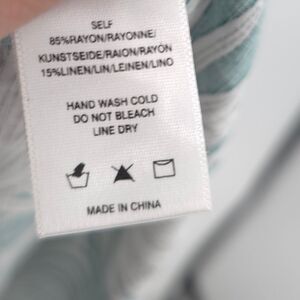 SELF
85%RAYON/RAYONNE/
KUNSTSEIDE/RAION/RAYÓN
15%LINEN/LIN/LEINEN/LINO
HAND WASH COLD
DO NOT BLEACH
LINE DRY
MADE IN CHINA